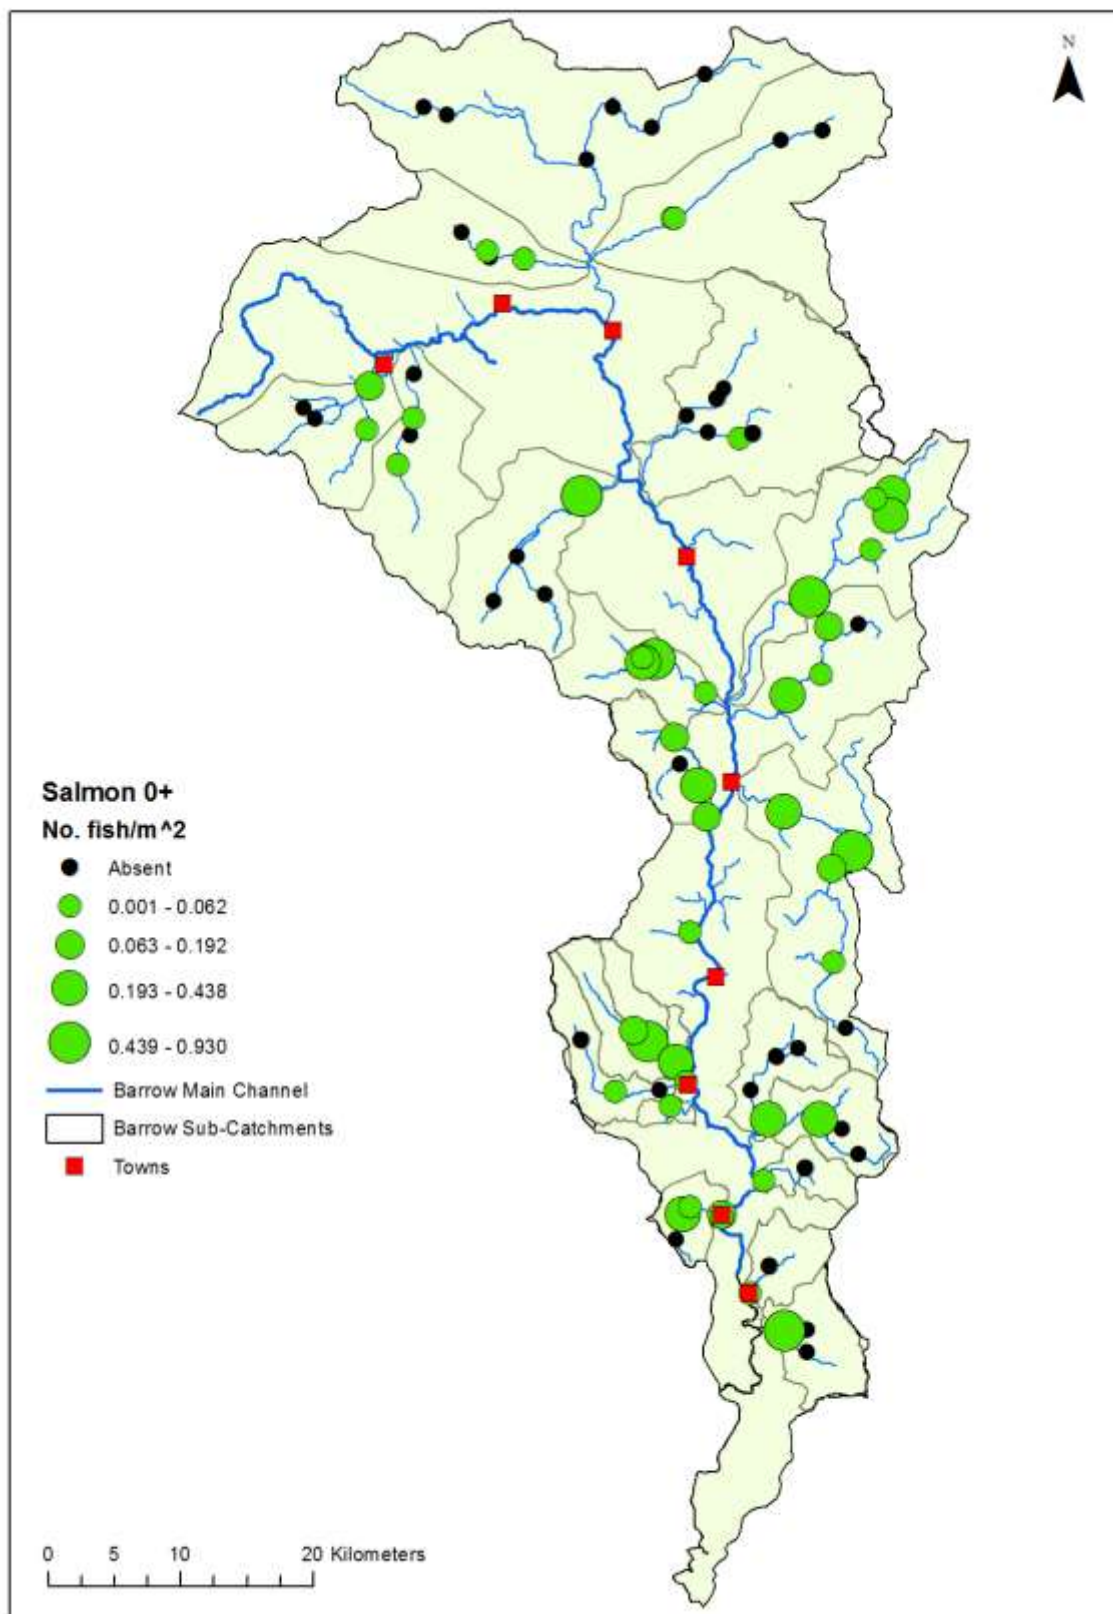 N
Salmon 0+
No. fish/m^2
Absent
0.001 - 0.062
0.063 - 0.192
0.193 - 0.438
0.439 - 0.930
Barrow Main Channel
Barrow Sub-Catchments
Towns
0 5 10 20 Kilometers